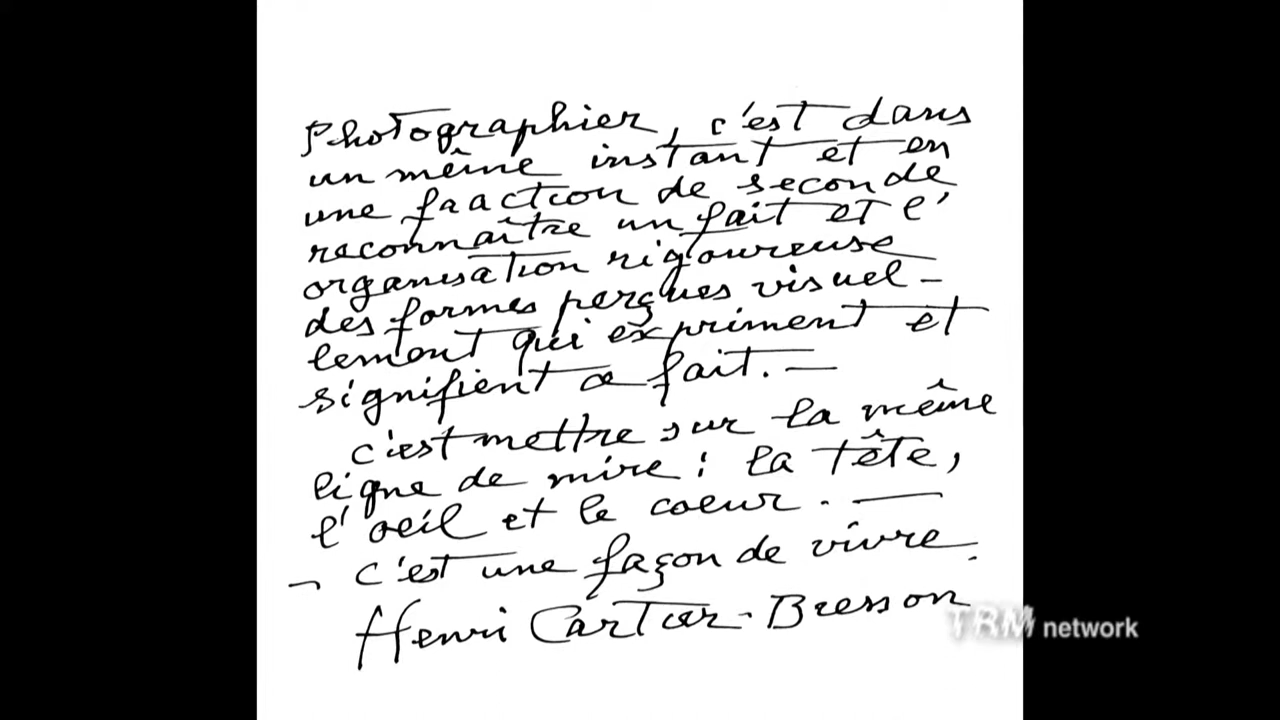 Photographier, c'est dans
un même instant et en
une fraction de seconde
reconnaître un fait et l'
organisation rigoureuse
des formes perçues visuel-
lement qui expriment et
signifient ce fait. —
c'est mettre sur la même
ligne de mire : la tête,
l'oeil et le coeur. —
- c'est une façon de vivre.
Henri Cartier-Bresson
TRM network